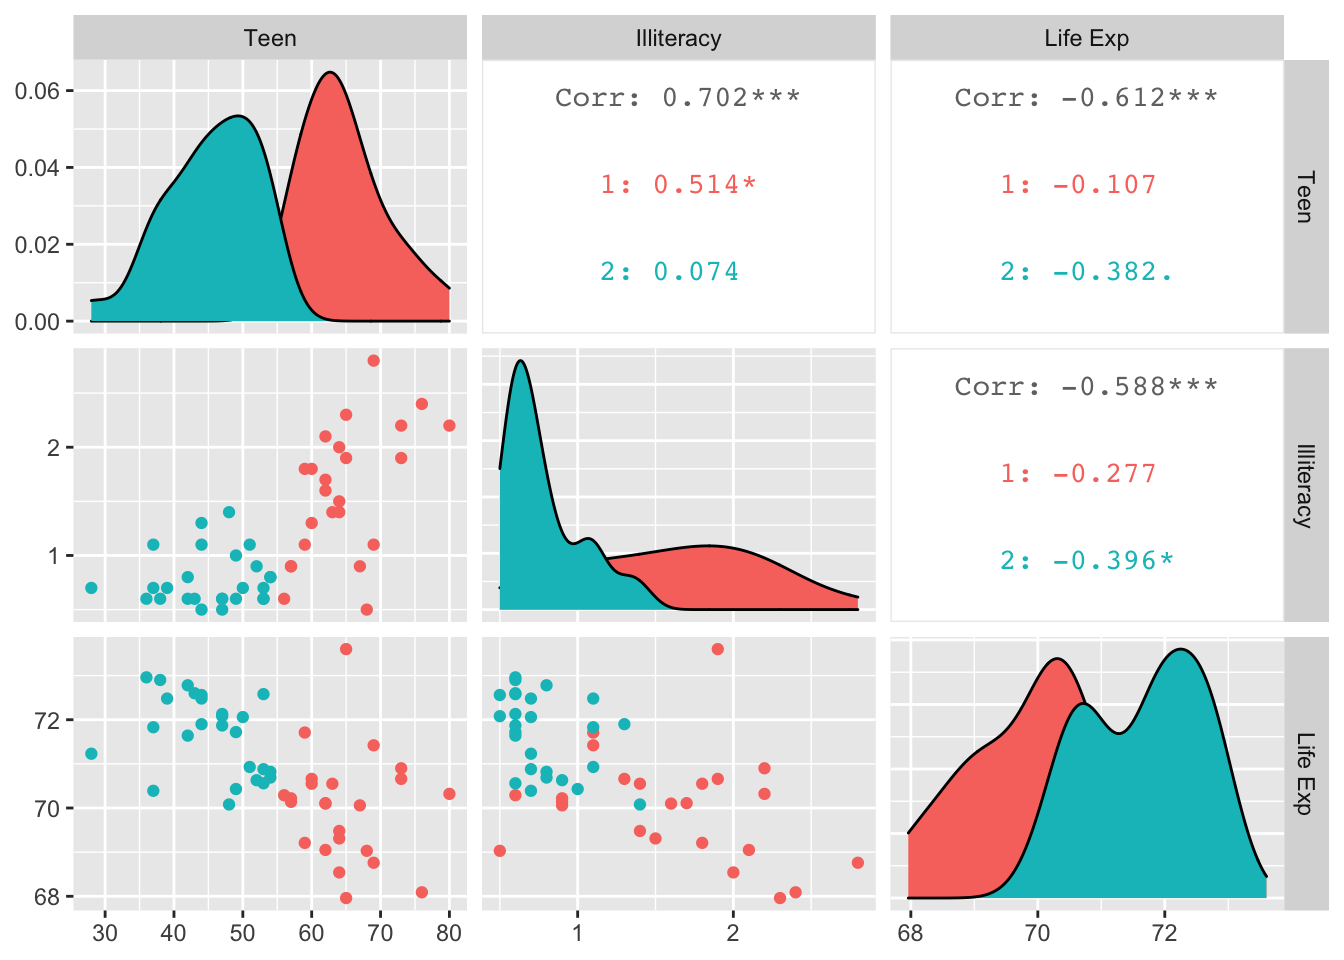 Teen
Illiteracy
Life Exp
0.06
0.04
0.02
0.00
Corr: 0.702***
1: 0.514*
2: 0.074
Corr: -0.612***
1: -0.107
2: -0.382.
Teen
2
1
Corr: -0.588***
1: -0.277
2: -0.396*
Illiteracy
72
70
68
Life Exp
30 40 50 60 70 80
1 2
68 70 72